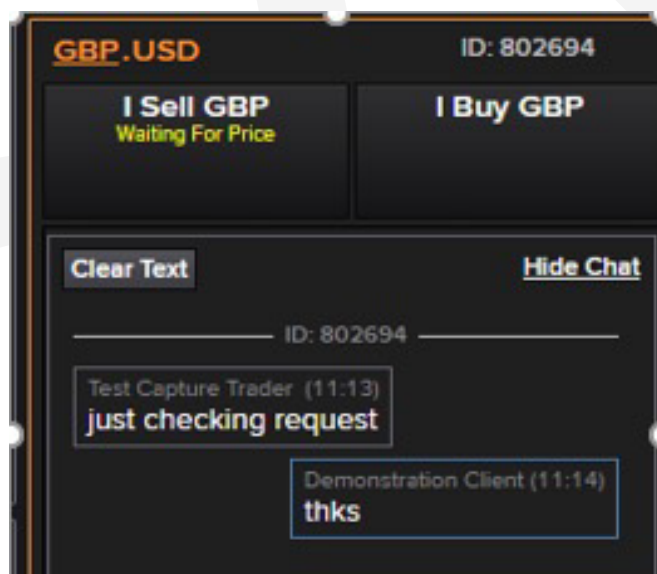 GBP.USD
ID: 802694
I Sell GBP
Waiting For Price
I Buy GBP
Clear Text
Hide Chat
ID: 802694
Test Capture Trader (11:13)
just checking request
Demonstration Client (11:14)
thks